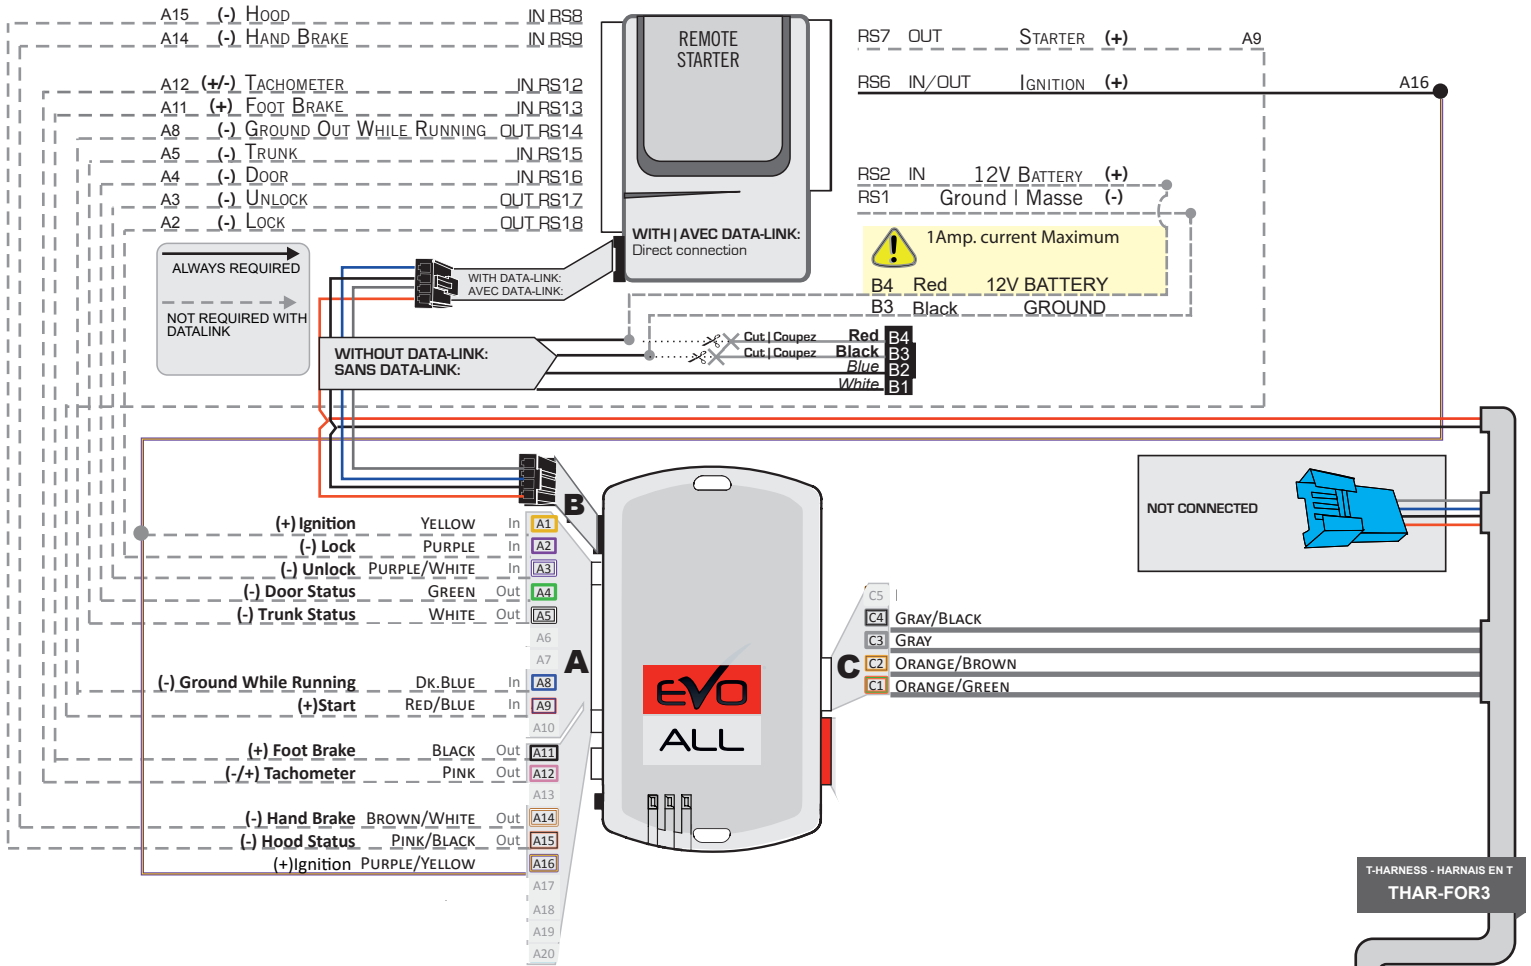 A15 (-) Hood IN RS8
A14 (-) Hand Brake IN RS9
A12 (+/-) Tachometer IN RS12
A11 (+) Foot Brake IN RS13
A8 (-) Ground Out While Running OUT RS14
A5 (-) Trunk IN RS15
A4 (-) Door IN RS16
A3 (-) Unlock OUT RS17
A2 (-) Lock OUT RS18
REMOTE
STARTER
WITH | AVEC DATA-LINK:
Direct connection
RS7 OUT Starter (+) A9
RS6 IN/OUT Ignition (+) A16
RS2 IN 12V Battery (+)
RS1 Ground | Masse (-)
1Amp. current Maximum
B4 Red 12V BATTERY
B3 Black GROUND
ALWAYS REQUIRED
NOT REQUIRED WITH
DATALINK
WITH DATA-LINK:
AVEC DATA-LINK:
WITHOUT DATA-LINK:
SANS DATA-LINK:
Cut | Coupez Red B4
Cut | Coupez Black B3
Blue B2
White B1
NOT CONNECTED
B
(+) Ignition Yellow In A1
(-) Lock Purple In A2
(-) Unlock Purple/White In A3
(-) Door Status Green Out A4
(-) Trunk Status White Out A5
A6
A7
A
(-) Ground While Running Dk.Blue In A8
(+)Start Red/Blue In A9
A10
(+) Foot Brake Black Out A11
(-/+) Tachometer Pink Out A12
A13
(-) Hand Brake Brown/White Out A14
(-) Hood Status Pink/Black Out A15
(+)Ignition Purple/Yellow A16
A17
A18
A19
A20
EVO
ALL
C
C5
C4 Gray/Black
C3 Gray
C2 Orange/Brown
C1 Orange/Green
T-HARNESS - HARNAIS EN T
THAR-FOR3